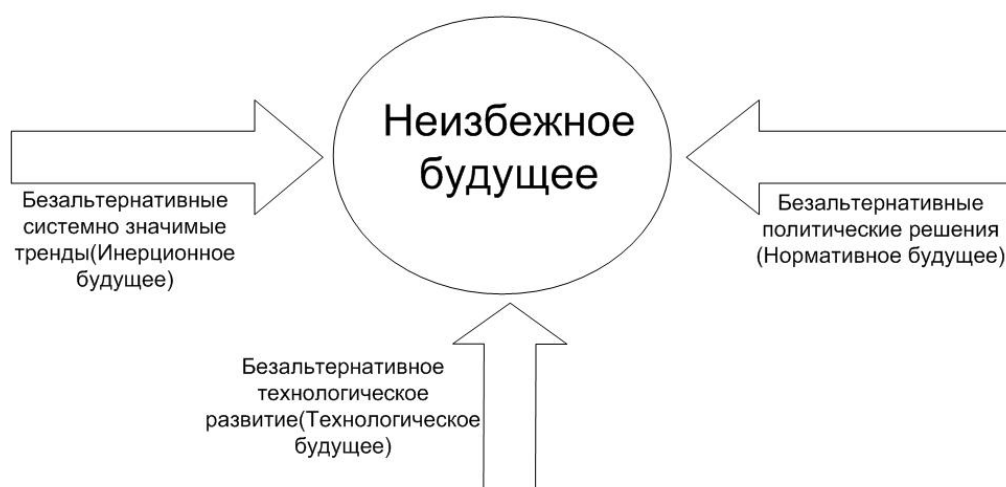 Неизбежное
будущее
Безальтернативные
системно значимые
тренды(Инерционное
будущее)
Безальтернативные
политические решения
(Нормативное будущее)
Безальтернативное
технологическое
развитие(Технологическое
будущее)